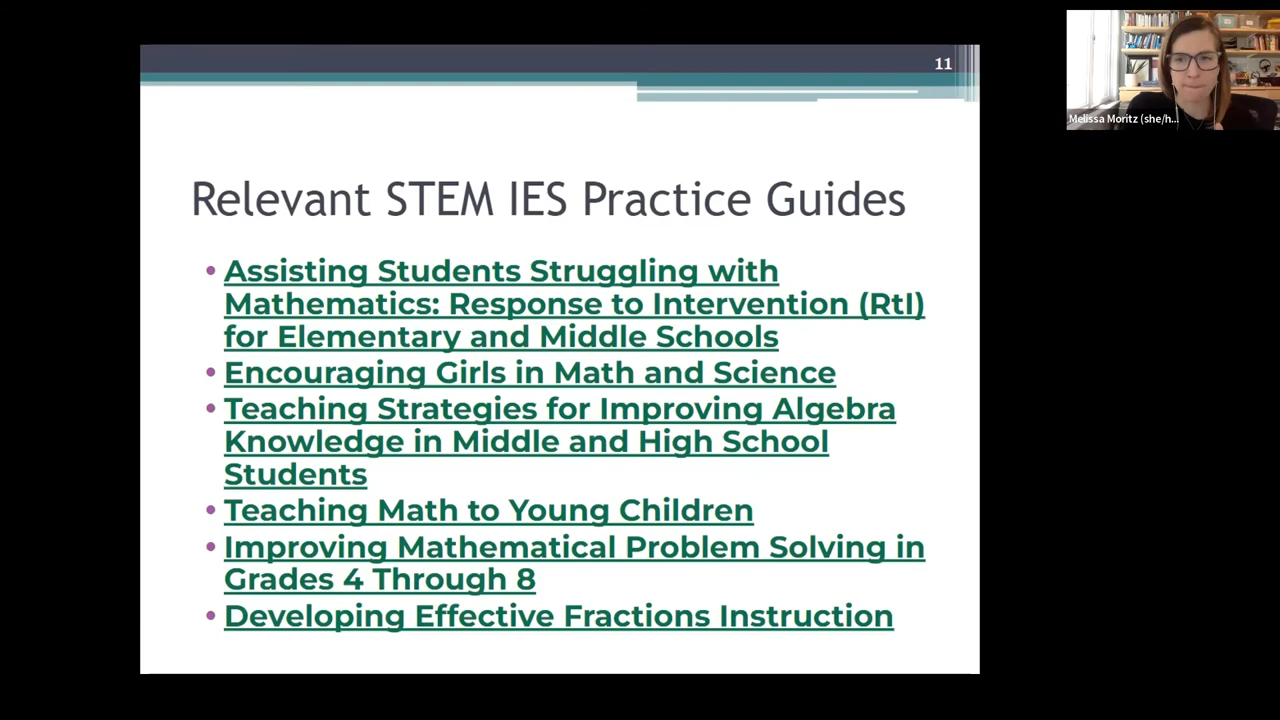 11
Melissa Moritz (she/h...
Relevant STEM IES Practice Guides
• Assisting Students Struggling with
Mathematics: Response to Intervention (RtI)
for Elementary and Middle Schools
• Encouraging Girls in Math and Science
• Teaching Strategies for Improving Algebra
Knowledge in Middle and High School
Students
• Teaching Math to Young Children
• Improving Mathematical Problem Solving in
Grades 4 Through 8
• Developing Effective Fractions Instruction